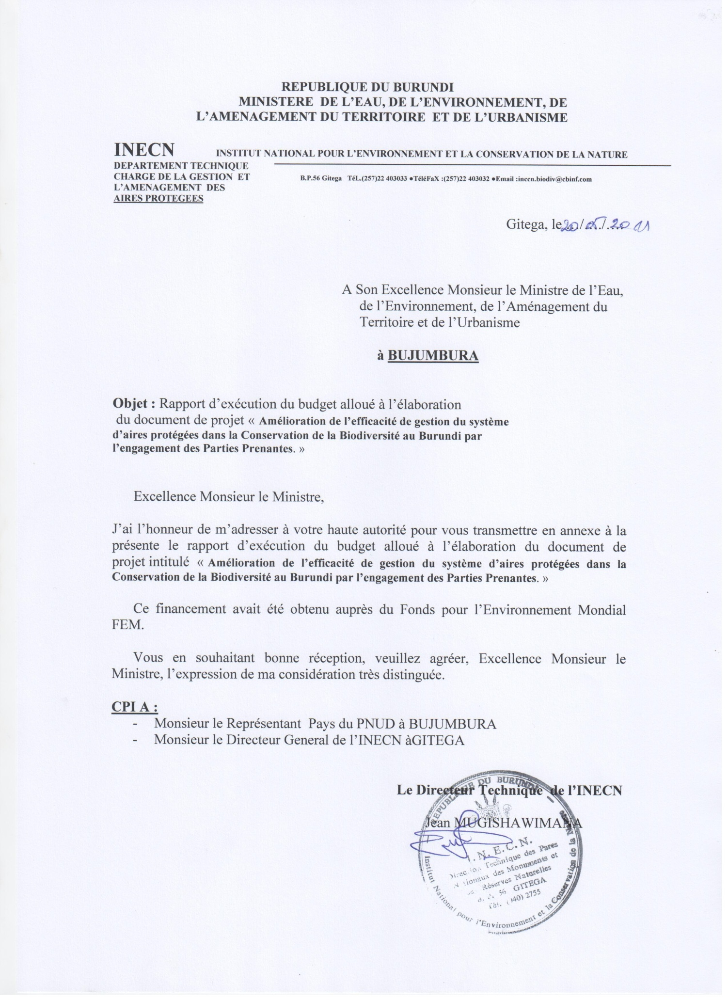 REPUBLIQUE DU BURUNDI
MINISTERE DE L'EAU, DE L'ENVIRONNEMENT, DE
L'AMENAGEMENT DU TERRITOIRE ET DE L'URBANISME
INECN
INSTITUT NATIONAL POUR L'ENVIRONNEMENT ET LA CONSERVATION DE LA NATURE
DEPARTEMENT TECHNIQUE
CHARGE DE LA GESTION ET
L'AMENAGEMENT DES
AIRES PROTEGEES
B.P.56 Gitega TéL.(257)22 403033 ●TéléFaX :(257)22 403032 ●Email :inccn.biodiv@cbinf.com
Gitega, le 20/05/2011
A Son Excellence Monsieur le Ministre de l'Eau,
de l'Environnement, de l'Aménagement du
Territoire et de l'Urbanisme
à BUJUMBURA
Objet : Rapport d'exécution du budget alloué à l'élaboration
du document de projet « Amélioration de l'efficacité de gestion du système
d'aires protégées dans la Conservation de la Biodiversité au Burundi par
l'engagement des Parties Prenantes. »
Excellence Monsieur le Ministre,
J'ai l'honneur de m'adresser à votre haute autorité pour vous transmettre en annexe à la
présente le rapport d'exécution du budget alloué à l'élaboration du document de
projet intitulé « Amélioration de l'efficacité de gestion du système d'aires protégées dans la
Conservation de la Biodiversité au Burundi par l'engagement des Parties Prenantes. »
Ce financement avait été obtenu auprès du Fonds pour l'Environnement Mondial
FEM.
Vous en souhaitant bonne réception, veuillez agréer, Excellence Monsieur le
Ministre, l'expression de ma considération très distinguée.
CPI A :
- Monsieur le Représentant Pays du PNUD à BUJUMBURA
- Monsieur le Directeur General de l'INECN àGITEGA
Le Directeur Technique de l'INECN
Jean MUGISHAWIMANA
REPUBLIQUE DU BURUNDI
I.N.E.C.N.
Direction Technique des Parcs
Nationaux des Monuments et
Réserves Naturelles
B. P. 56 GITEGA
Tél. (040) 2755
Institut National pour l'Environnement et la Conservation de la Nature